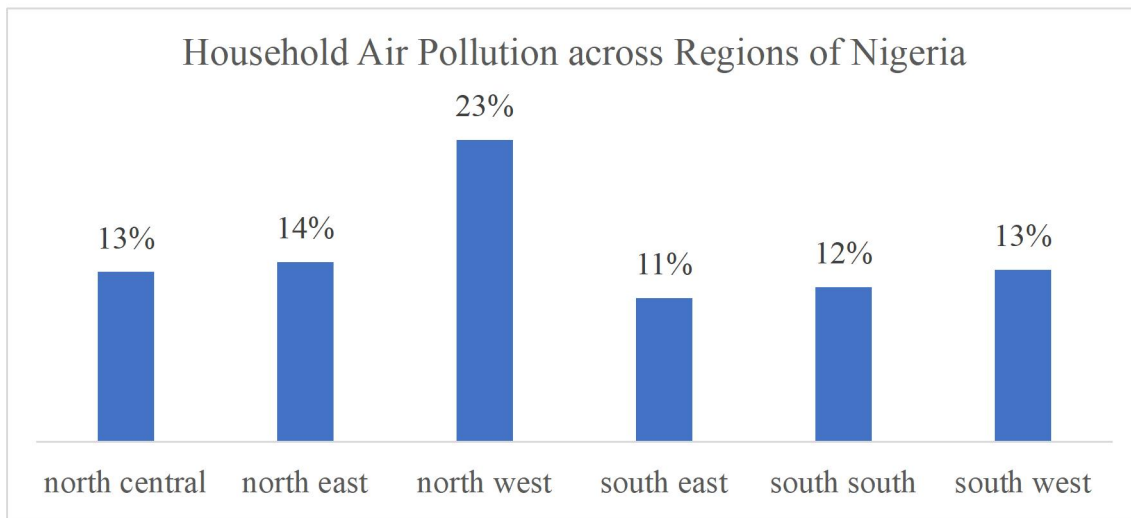 Household Air Pollution across Regions of Nigeria
13%
14%
23%
11%
12%
13%
north central
north east
north west
south east
south south
south west